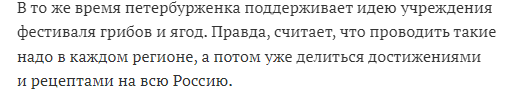 В то же время петербурженка поддерживает идею учреждения
фестиваля грибов и ягод. Правда, считает, что проводить такие
надо в каждом регионе, а потом уже делиться достижениями
и рецептами на всю Россию.